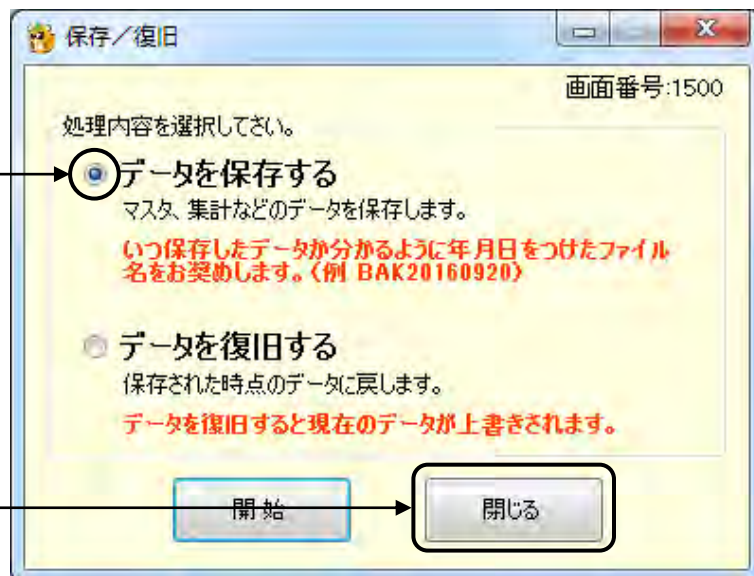 保存／復旧
画面番号:1500
処理内容を選択してさい。
データを保存する
マスタ、集計などのデータを保存します。
いつ保存したデータか分かるように年月日をつけたファイル
名をお奨めします。（例 BAK20160920）
データを復旧する
保存された時点のデータに戻します。
データを復旧すると現在のデータが上書きされます。
開始
閉じる